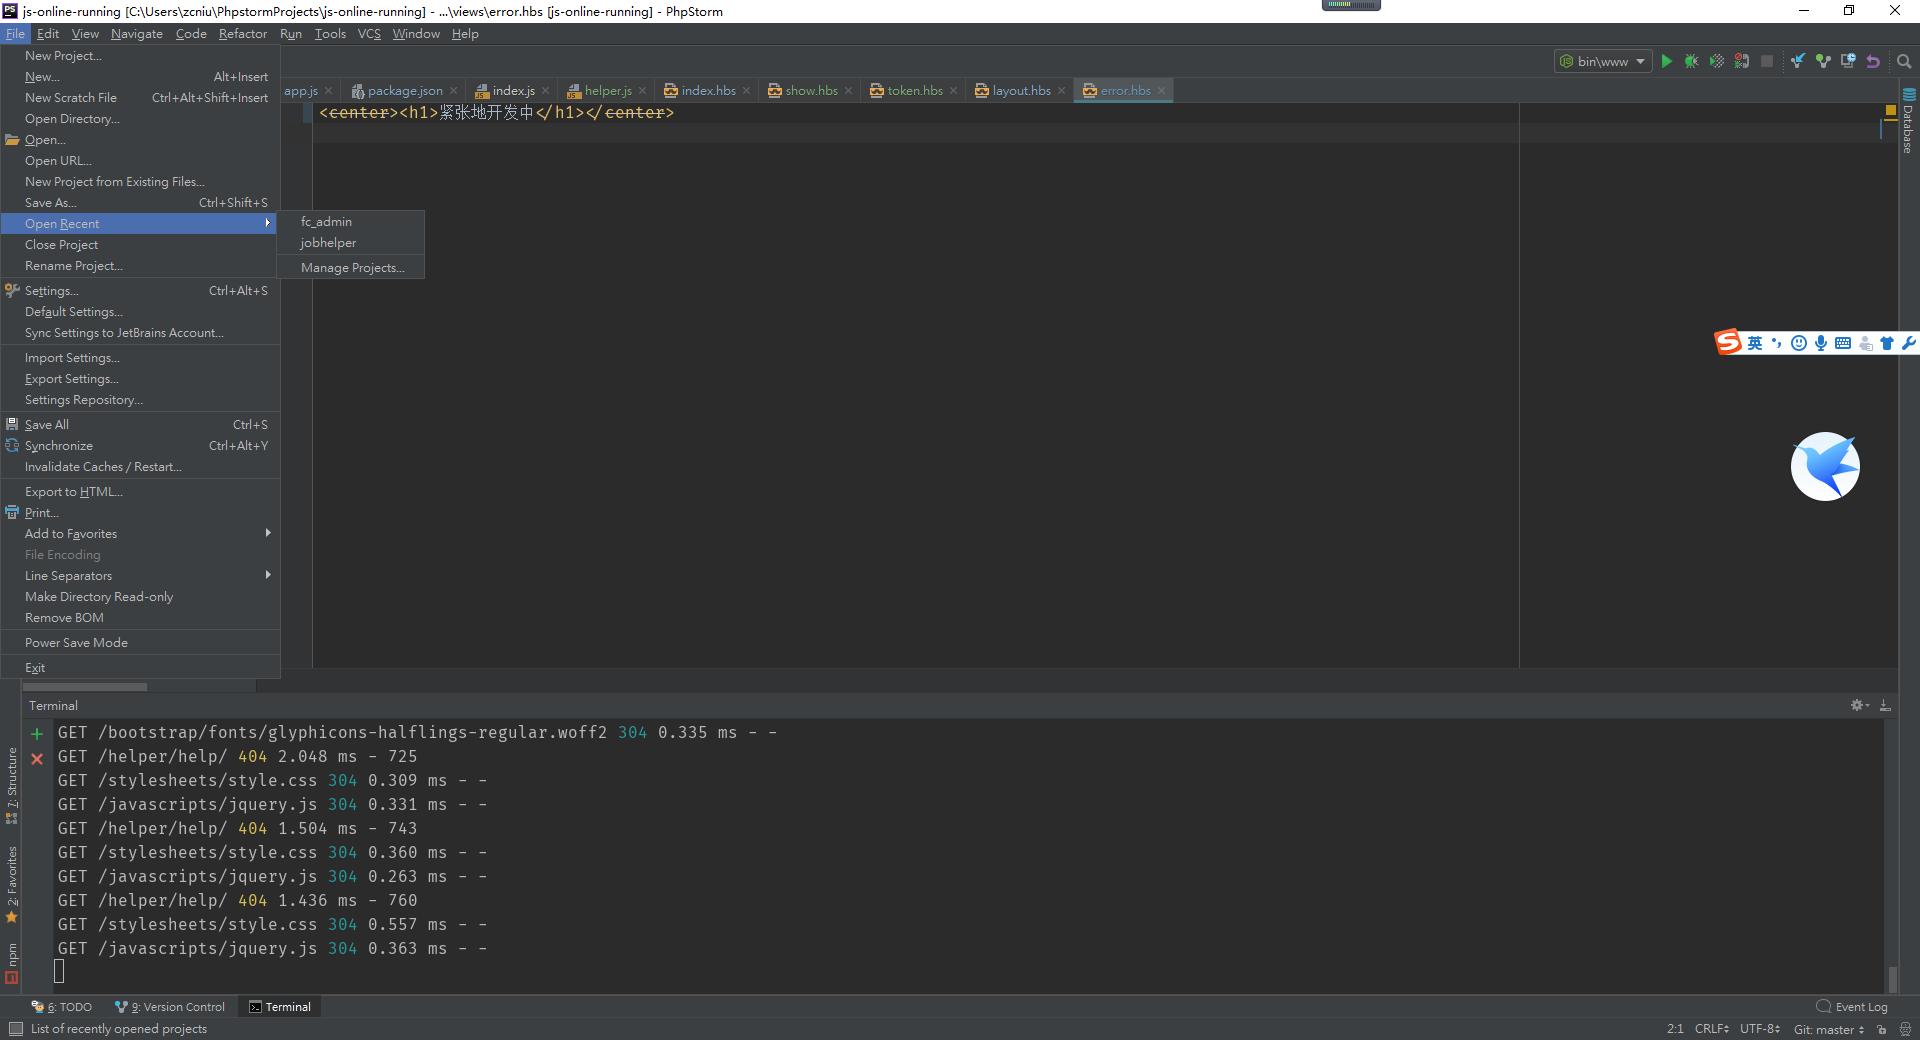 js-online-running [C:\Users\zcniu\PhpstormProjects\js-online-running] - ...\views\error.hbs [js-online-running] - PhpStorm
File Edit View Navigate Code Refactor Run Tools VCS Window Help
bin\www
app.js package.json index.js helper.js index.hbs show.hbs token.hbs layout.hbs error.hbs
<center><h1>紧张地开发中</h1></center>
New Project...
New... Alt+Insert
New Scratch File Ctrl+Alt+Shift+Insert
Open Directory...
Open...
Open URL...
New Project from Existing Files...
Save As... Ctrl+Shift+S
Open Recent
Close Project
Rename Project...
Settings... Ctrl+Alt+S
Default Settings...
Sync Settings to JetBrains Account...
Import Settings...
Export Settings...
Settings Repository...
Save All Ctrl+S
Synchronize Ctrl+Alt+Y
Invalidate Caches / Restart...
Export to HTML...
Print...
Add to Favorites
File Encoding
Line Separators
Make Directory Read-only
Remove BOM
Power Save Mode
Exit
fc_admin
jobhelper
Manage Projects...
Database
英
Terminal
GET /bootstrap/fonts/glyphicons-halflings-regular.woff2 304 0.335 ms - -
GET /helper/help/ 404 2.048 ms - 725
GET /stylesheets/style.css 304 0.309 ms - -
GET /javascripts/jquery.js 304 0.331 ms - -
GET /helper/help/ 404 1.504 ms - 743
GET /stylesheets/style.css 304 0.360 ms - -
GET /javascripts/jquery.js 304 0.263 ms - -
GET /helper/help/ 404 1.436 ms - 760
GET /stylesheets/style.css 304 0.557 ms - -
GET /javascripts/jquery.js 304 0.363 ms - -
7: Structure
2: Favorites
npm
6: TODO 9: Version Control Terminal Event Log
List of recently opened projects 2:1 CRLF UTF-8 Git: master